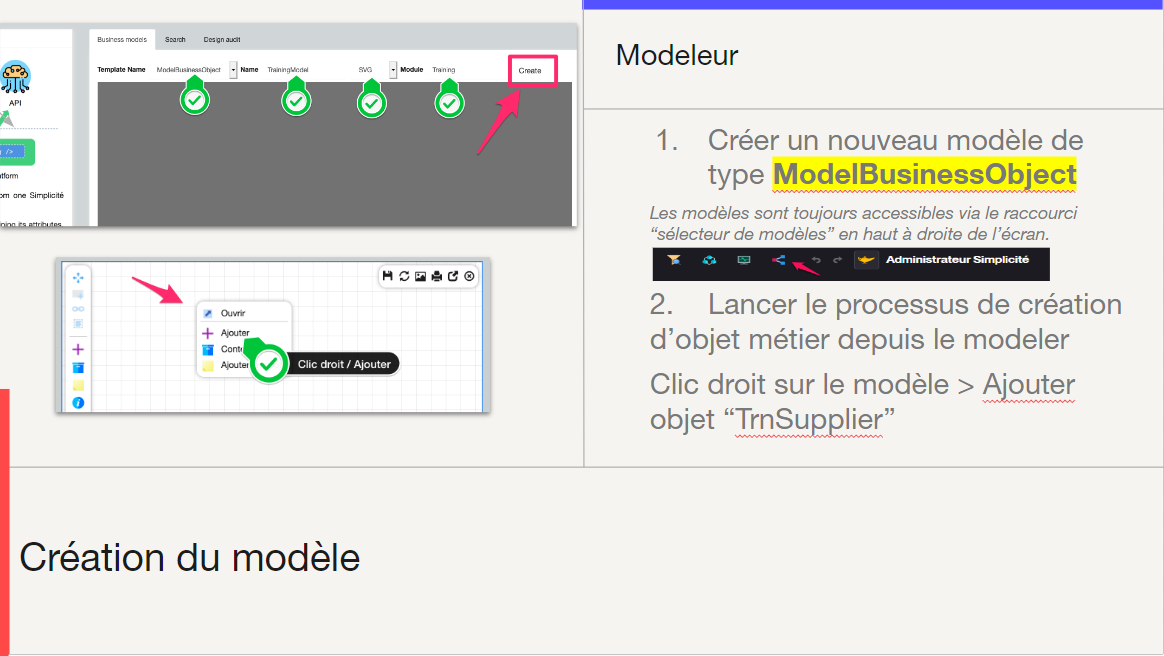 Business models Search Design audit
Template Name ModelBusinessObject Name TrainingModel SVG Module Training Create
API
/>
om one Simplicité
ning its attributes
Ouvrir
Ajouter
Ajouter
Clic droit / Ajouter
Modeleur
1. Créer un nouveau modèle de
type ModelBusinessObject
Les modèles sont toujours accessibles via le raccourci
“sélecteur de modèles” en haut à droite de l’écran.
Administrateur Simplicité
2. Lancer le processus de création
d’objet métier depuis le modeler
Clic droit sur le modèle > Ajouter
objet “TrnSupplier”
Création du modèle